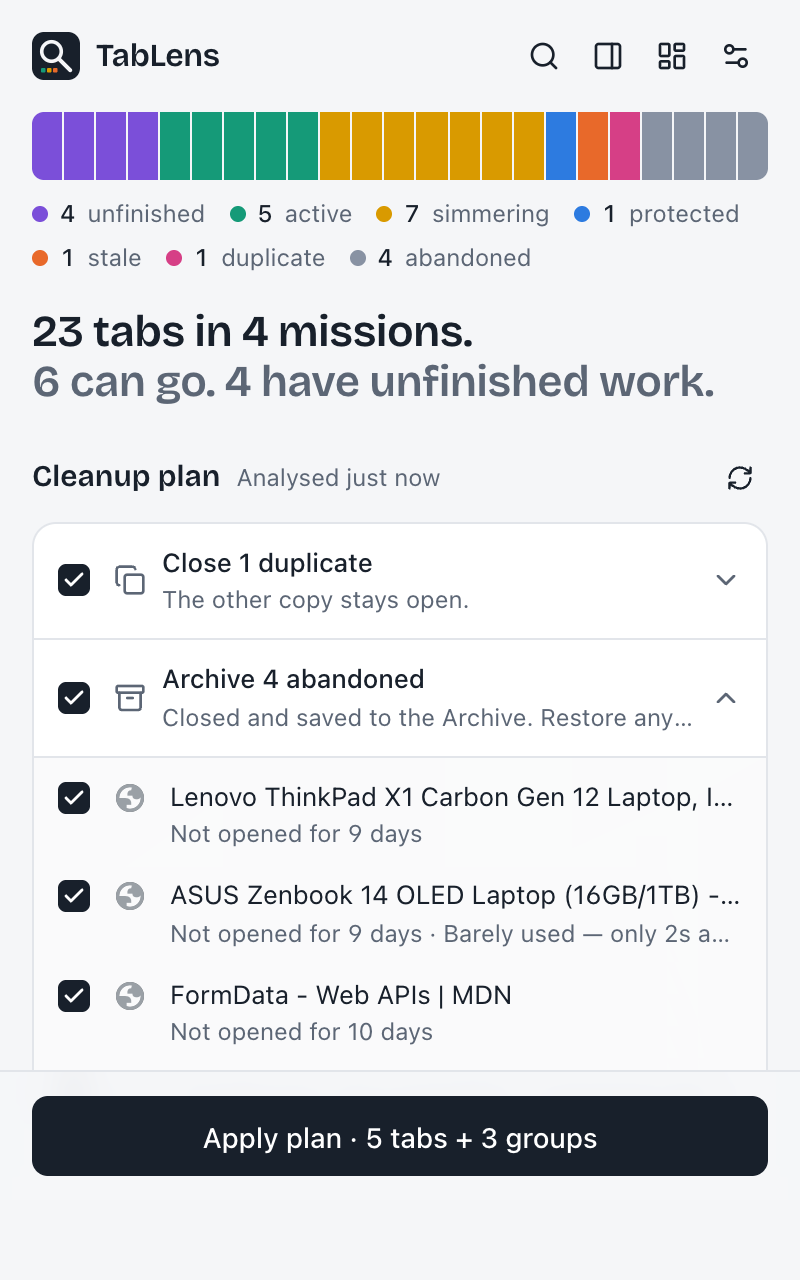 TabLens
4 unfinished 5 active 7 simmering 1 protected
1 stale 1 duplicate 4 abandoned
23 tabs in 4 missions.
6 can go. 4 have unfinished work.
Cleanup plan Analysed just now
Close 1 duplicate
The other copy stays open.
Archive 4 abandoned
Closed and saved to the Archive. Restore any...
Lenovo ThinkPad X1 Carbon Gen 12 Laptop, I...
Not opened for 9 days
ASUS Zenbook 14 OLED Laptop (16GB/1TB) -...
Not opened for 9 days · Barely used — only 2s a...
FormData - Web APIs | MDN
Not opened for 10 days
Apply plan · 5 tabs + 3 groups